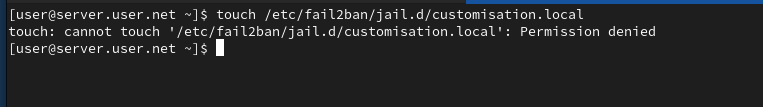 [user@server.user.net ~]$ touch /etc/fail2ban/jail.d/customisation.local
touch: cannot touch '/etc/fail2ban/jail.d/customisation.local': Permission denied
[user@server.user.net ~]$